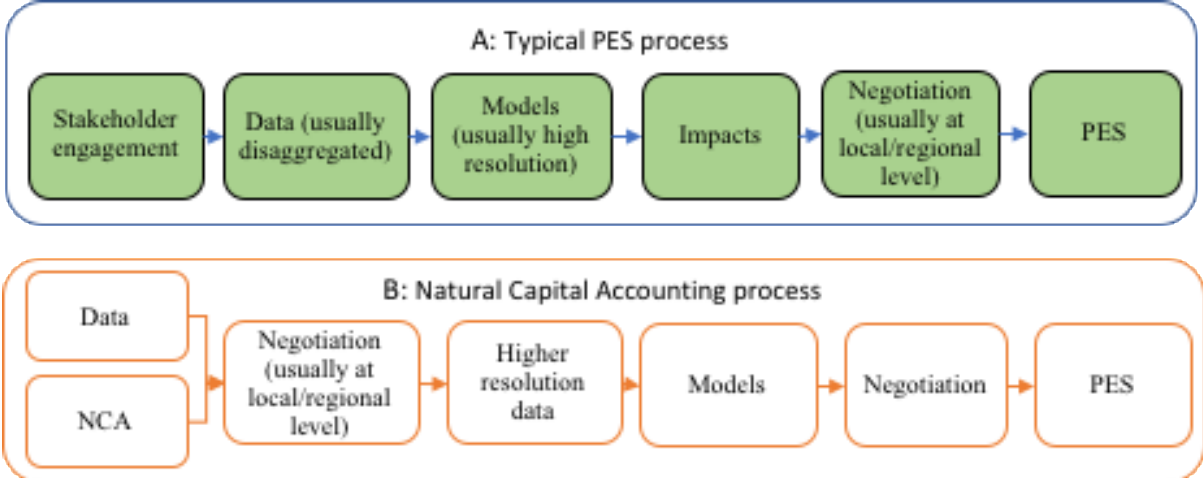 A: Typical PES process
Stakeholder
engagement
Data (usually
disaggregated)
Models
(usually high
resolution)
Impacts
Negotiation
(usually at
local/regional
level)
PES
B: Natural Capital Accounting process
Data
NCA
Negotiation
(usually at
local/regional
level)
Higher
resolution
data
Models
Negotiation
PES